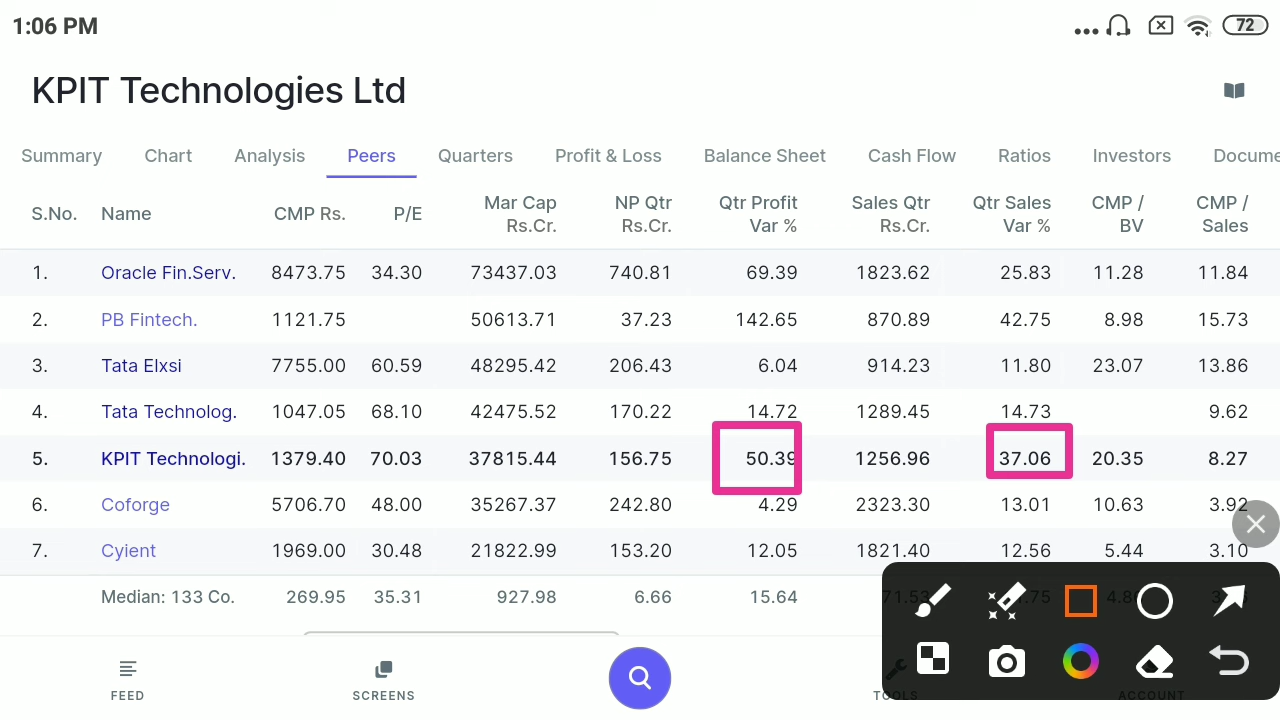 1:06 PM
72
KPIT Technologies Ltd
Summary Chart Analysis Peers Quarters Profit & Loss Balance Sheet Cash Flow Ratios Investors Docume
S.No. Name CMP Rs. P/E Mar Cap Rs.Cr. NP Qtr Rs.Cr. Qtr Profit Var % Sales Qtr Rs.Cr. Qtr Sales Var % CMP / BV CMP / Sales
1. Oracle Fin.Serv. 8473.75 34.30 73437.03 740.81 69.39 1823.62 25.83 11.28 11.84
2. PB Fintech. 1121.75 50613.71 37.23 142.65 870.89 42.75 8.98 15.73
3. Tata Elxsi 7755.00 60.59 48295.42 206.43 6.04 914.23 11.80 23.07 13.86
4. Tata Technolog. 1047.05 68.10 42475.52 170.22 14.72 1289.45 14.73 9.62
5. KPIT Technologi. 1379.40 70.03 37815.44 156.75 50.39 1256.96 37.06 20.35 8.27
6. Coforge 5706.70 48.00 35267.37 242.80 4.29 2323.30 13.01 10.63 3.92
7. Cyient 1969.00 30.48 21822.99 153.20 12.05 1821.40 12.56 5.44 3.10
Median: 133 Co. 269.95 35.31 927.98 6.66 15.64
FEED SCREENS TOOLS ACCOUNT